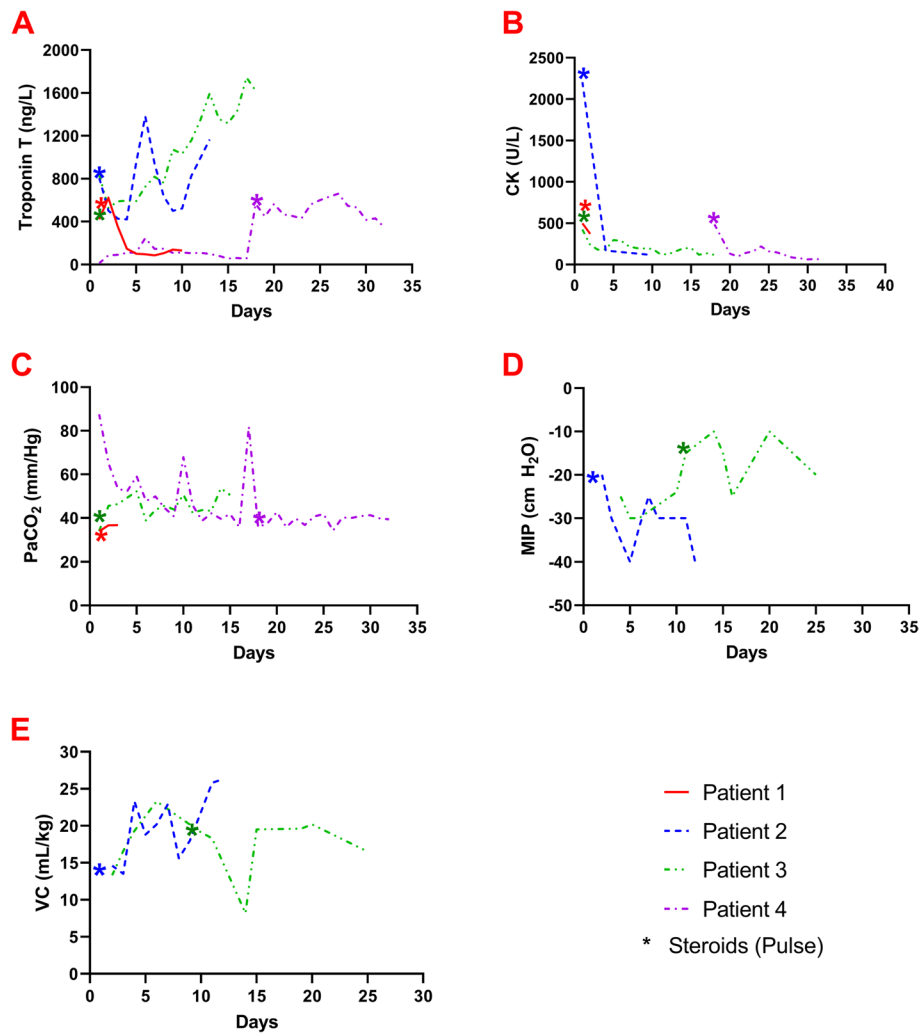 A
Troponin T (ng/L)
2000
1600
1200
800
400
0
0 5 10 15 20 25 30 35
Days
B
CK (U/L)
2500
2000
1500
1000
500
0
0 5 10 15 20 25 30 35 40
Days
C
PaCO₂ (mm/Hg)
100
80
60
40
20
0
0 5 10 15 20 25 30 35
Days
D
MIP (cm H₂O)
0
-10
-20
-30
-40
-50
5 10 15 20 25 30 35
Days
E
VC (mL/kg)
30
25
20
15
10
5
0
0 5 10 15 20 25 30
Days
Patient 1
Patient 2
Patient 3
Patient 4
* Steroids (Pulse)